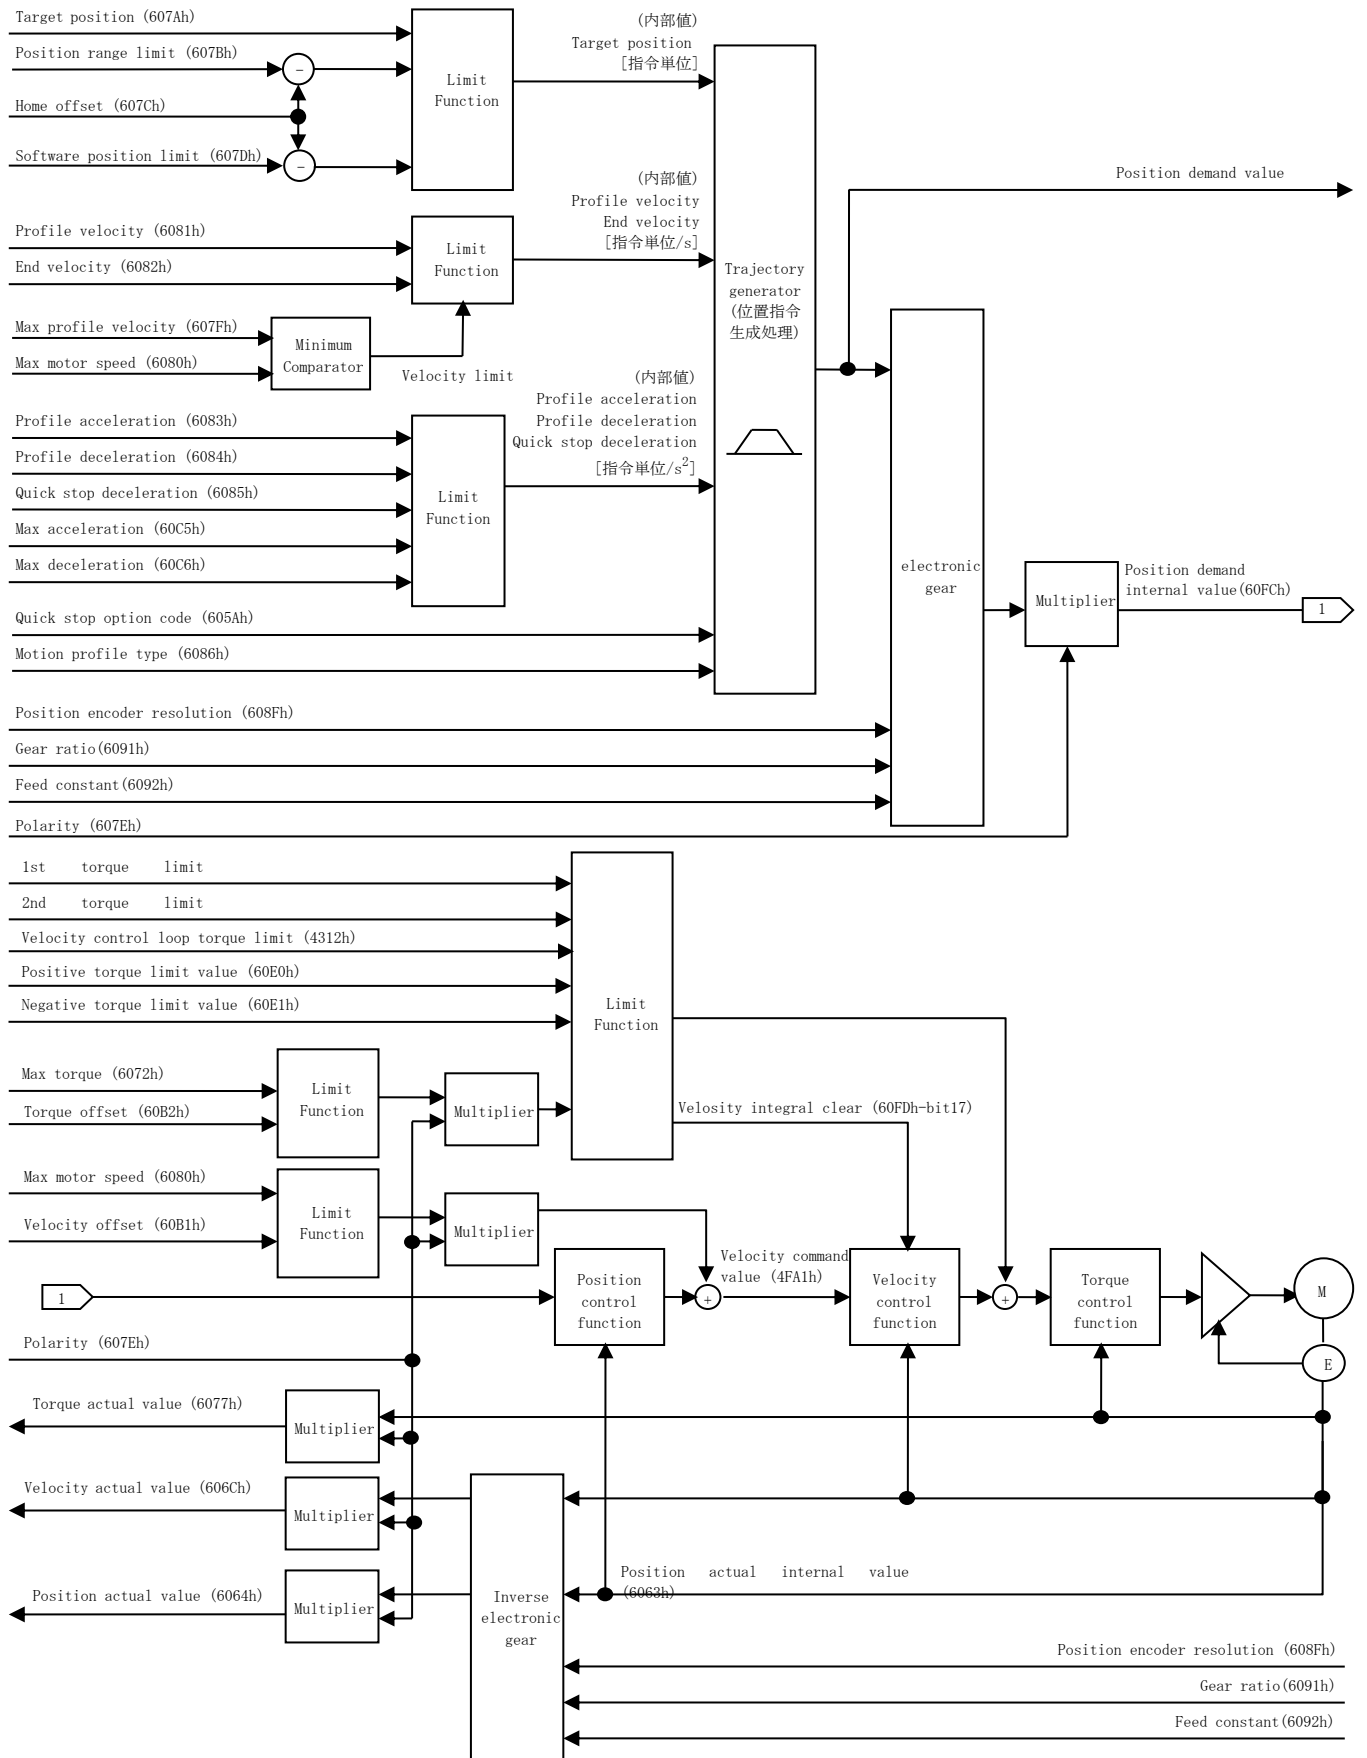 Target position (607Ah)
Position range limit (607Bh)
－
Home offset (607Ch)
Software position limit (607Dh)
－
Limit
Function
(内部値)
Target position
[指令単位]
Profile velocity (6081h)
End velocity (6082h)
Limit
Function
(内部値)
Profile velocity
End velocity
[指令単位/s]
Max profile velocity (607Fh)
Max motor speed (6080h)
Minimum
Comparator
Velocity limit
Profile acceleration (6083h)
Profile deceleration (6084h)
Quick stop deceleration (6085h)
Max acceleration (60C5h)
Max deceleration (60C6h)
Limit
Function
(内部値)
Profile acceleration
Profile deceleration
Quick stop deceleration
[指令単位/s²]
Quick stop option code (605Ah)
Motion profile type (6086h)
Trajectory
generator
(位置指令
生成処理)
Position demand value
Position encoder resolution (608Fh)
Gear ratio(6091h)
Feed constant(6092h)
Polarity (607Eh)
electronic
gear
Multiplier
Position demand
internal value(60FCh)
1
1st torque limit
2nd torque limit
Velocity control loop torque limit (4312h)
Positive torque limit value (60E0h)
Negative torque limit value (60E1h)
Limit
Function
Max torque (6072h)
Torque offset (60B2h)
Limit
Function
Multiplier
Velosity integral clear (60FDh-bit17)
Max motor speed (6080h)
Velocity offset (60B1h)
Limit
Function
Multiplier
1
Position
control
function
+
Velocity command
value (4FA1h)
Velocity
control
function
+
Torque
control
function
M
E
Polarity (607Eh)
Torque actual value (6077h)
Multiplier
Velocity actual value (606Ch)
Multiplier
Position actual value (6064h)
Multiplier
Inverse
electronic
gear
Position actual internal value
(6063h)
Position encoder resolution (608Fh)
Gear ratio(6091h)
Feed constant(6092h)